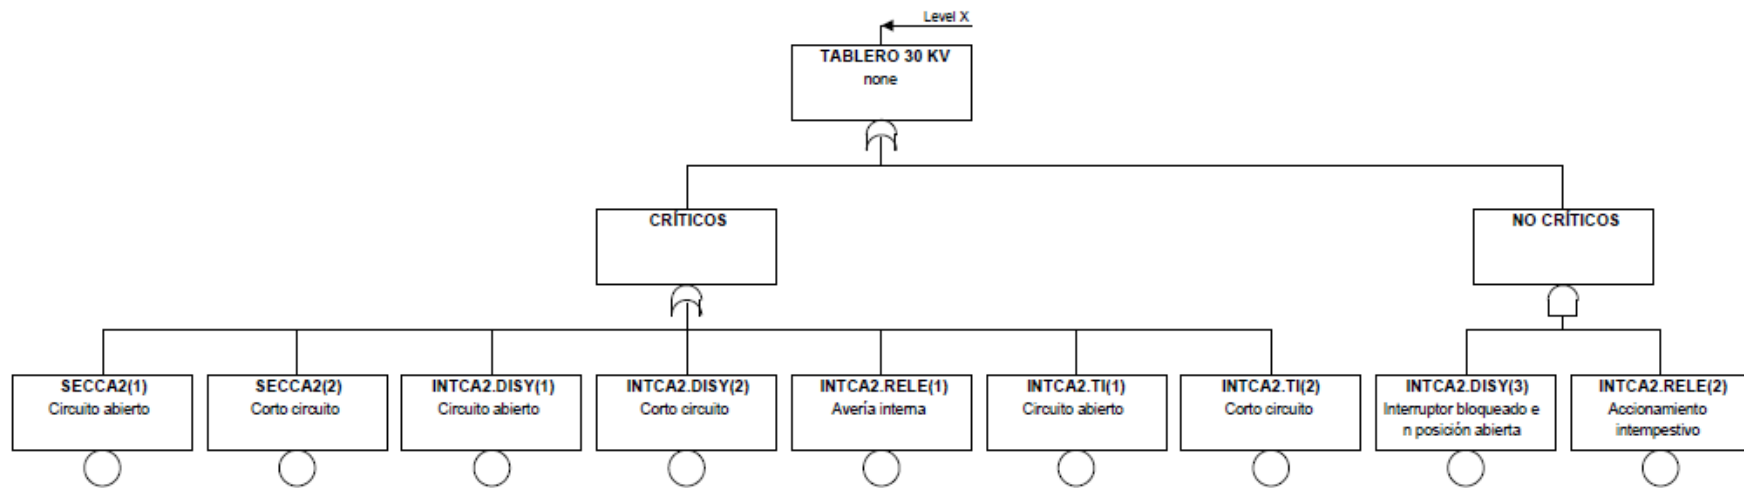 Level X
TABLERO 30 KV
none
CRÍTICOS
NO CRÍTICOS
SECCA2(1)
Circuito abierto
SECCA2(2)
Corto circuito
INTCA2.DISY(1)
Circuito abierto
INTCA2.DISY(2)
Corto circuito
INTCA2.RELE(1)
Avería interna
INTCA2.TI(1)
Circuito abierto
INTCA2.TI(2)
Corto circuito
INTCA2.DISY(3)
Interruptor bloqueado e
n posición abierta
INTCA2.RELE(2)
Accionamiento
intempestivo